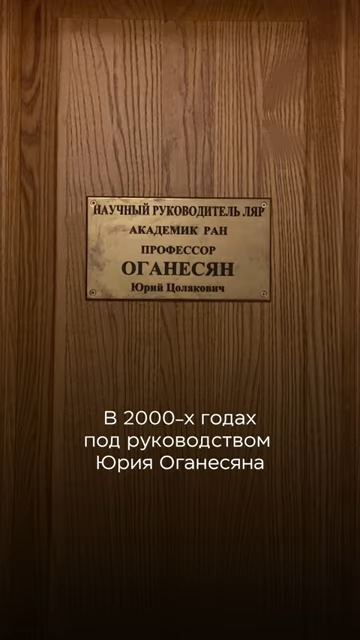 НАУЧНЫЙ РУКОВОДИТЕЛЬ ЛЯР
АКАДЕМИК РАН
ПРОФЕССОР
ОГАНЕСЯН
Юрий Цолакович
В 2000-х годах
под руководством
Юрия Оганесяна